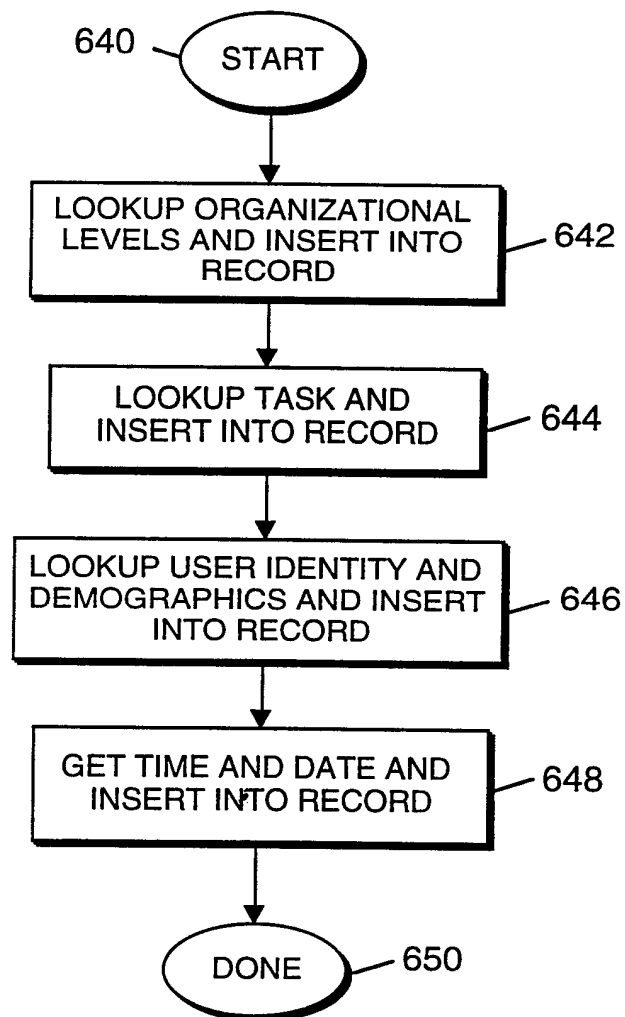 640
START
LOOKUP ORGANIZATIONAL
LEVELS AND INSERT INTO
RECORD
642
LOOKUP TASK AND
INSERT INTO RECORD
644
LOOKUP USER IDENTITY AND
DEMOGRAPHICS AND INSERT
INTO RECORD
646
GET TIME AND DATE AND
INSERT INTO RECORD
648
DONE
650